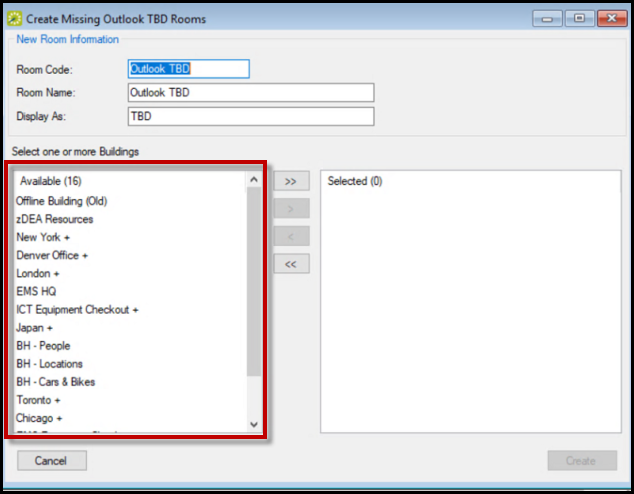 Create Missing Outlook TBD Rooms
New Room Information
Room Code: Outlook TBD
Room Name: Outlook TBD
Display As: TBD
Select one or more Buildings
Available (16)
Offline Building (Old)
zDEA Resources
New York +
Denver Office +
London +
EMS HQ
ICT Equipment Checkout +
Japan +
BH - People
BH - Locations
BH - Cars & Bikes
Toronto +
Chicago +
>>
>
<
<<
Selected (0)
Cancel
Create